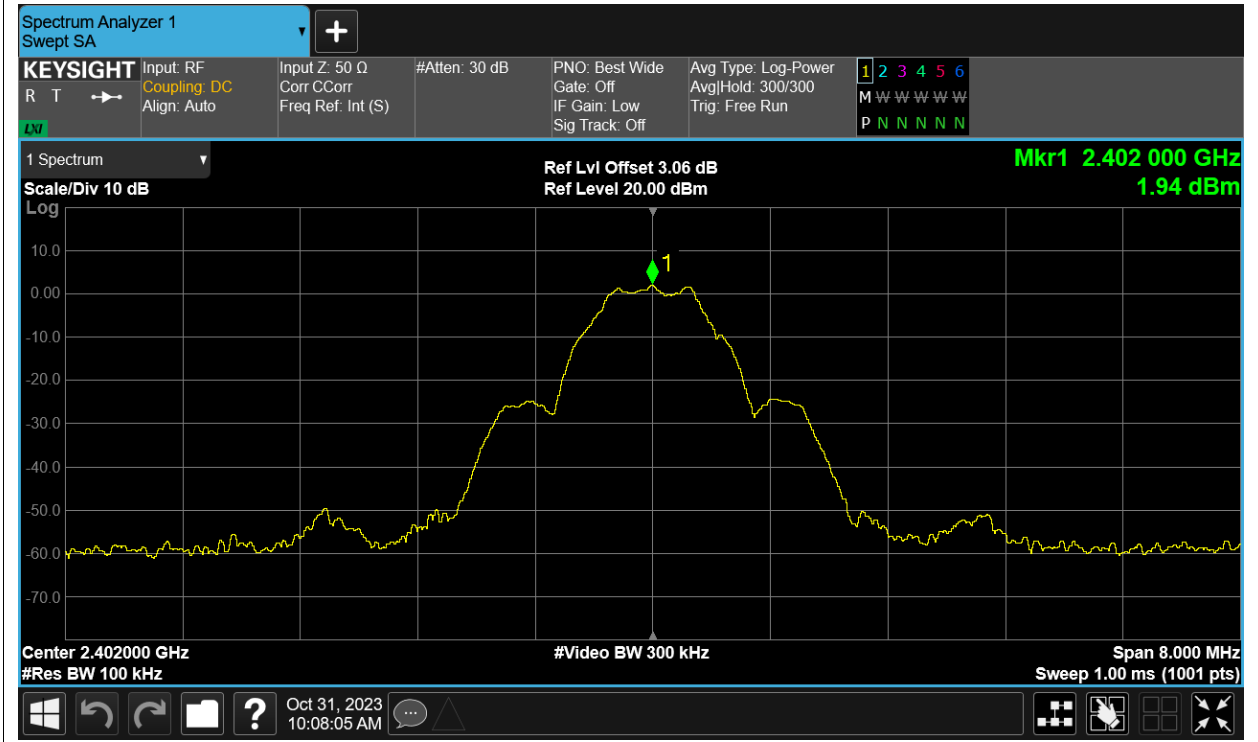 Spectrum Analyzer 1
Swept SA
+
KEYSIGHT
R T
LXI
Input: RF
Coupling: DC
Align: Auto
Input Z: 50 Ω
Corr CCorr
Freq Ref: Int (S)
#Atten: 30 dB
PNO: Best Wide
Gate: Off
IF Gain: Low
Sig Track: Off
Avg Type: Log-Power
Avg|Hold: 300/300
Trig: Free Run
1 2 3 4 5 6
M W W W W W
P N N N N N
1 Spectrum
Scale/Div 10 dB
Log
Ref Lvl Offset 3.06 dB
Ref Level 20.00 dBm
Mkr1 2.402 000 GHz
1.94 dBm
10.0
0.00
-10.0
-20.0
-30.0
-40.0
-50.0
-60.0
-70.0
1
Center 2.402000 GHz
#Res BW 100 kHz
#Video BW 300 kHz
Span 8.000 MHz
Sweep 1.00 ms (1001 pts)
?
Oct 31, 2023
10:08:05 AM